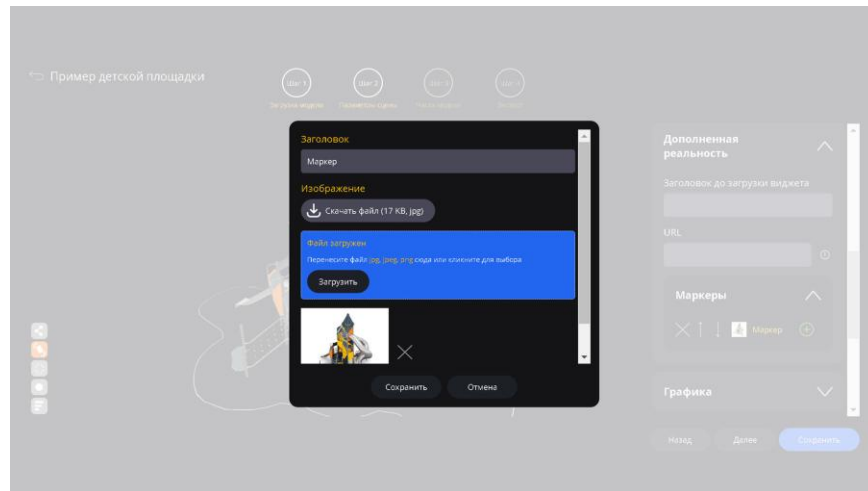 Пример детской площадки
Шаг 1
Шаг 2
Шаг 3
Загрузка модели
Параметры сцены
Заголовок
Маркер
Изображение
Скачать файл (17 KB, jpg)
Файл загружен
Перенесите файл jpg, jpeg, png сюда или кликните для выбора
Загрузить
Сохранить
Отмена
Дополненная
реальность
Заголовок до загрузки виджета
URL
Маркеры
Маркер
Графика
Назад
Далее
Сохранить